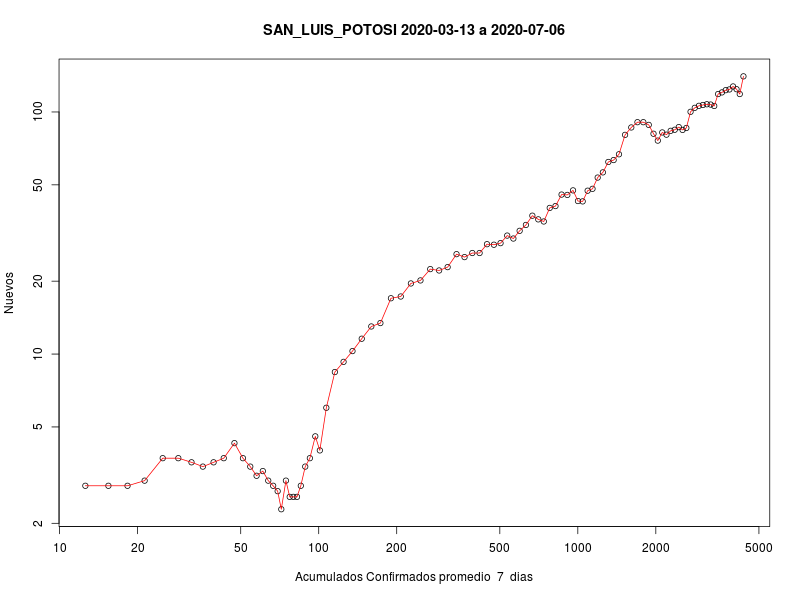 SAN_LUIS_POTOSI 2020-03-13 a 2020-07-06
100
50
20
10
5
2
Nuevos
10 20 50 100 200 500 1000 2000 5000
Acumulados Confirmados promedio 7 dias